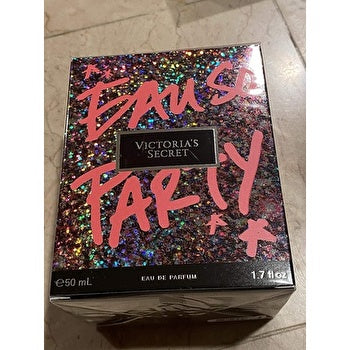 EAU SO
VICTORIA'S
SECRET
PARTY
EAU DE PARFUM
℮50 mL
1.7 fl oz